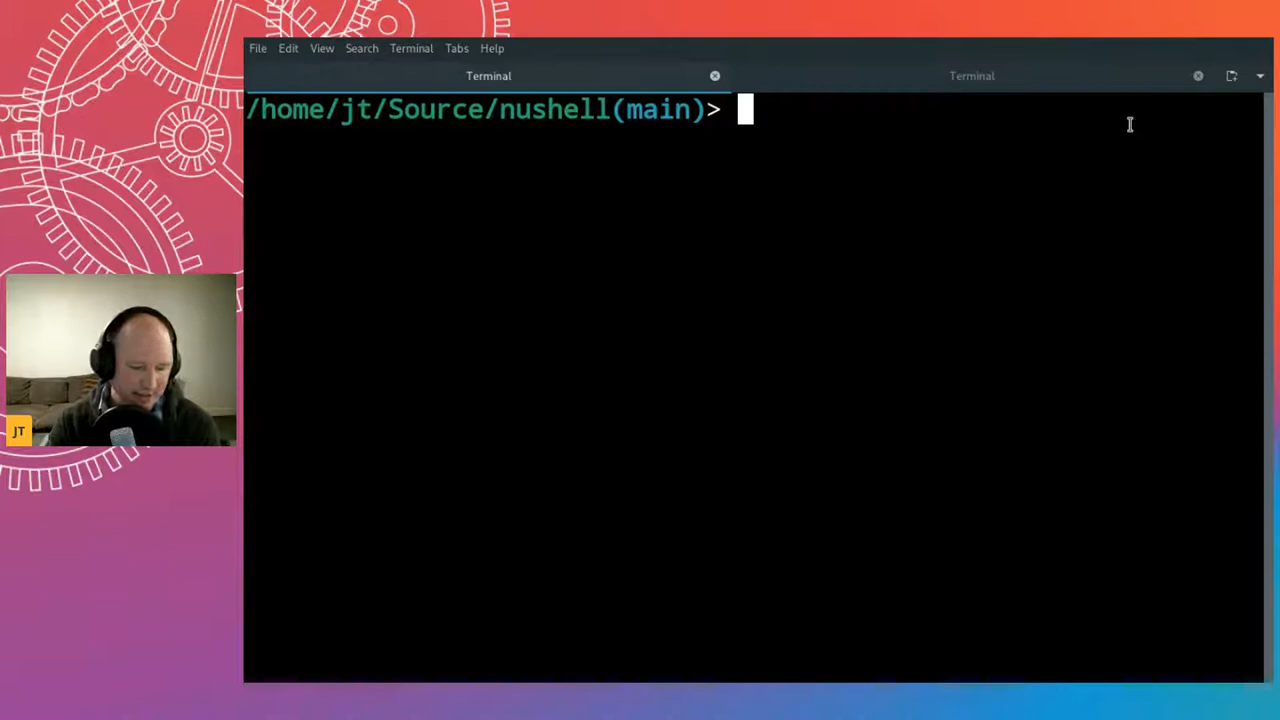 File Edit View Search Terminal Tabs Help
Terminal Terminal
/home/jt/Source/nushell(main)>
JT